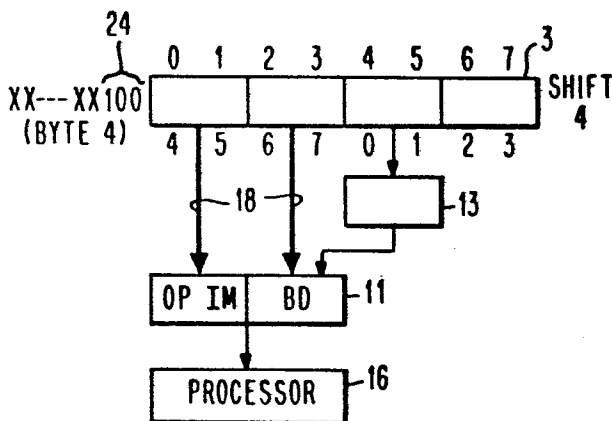 24
0 1 2 3 4 5 6 7 3
XX---XX100 SHIFT
(BYTE 4) 4
4 5 6 7 0 1 2 3
18
13
OP IM BD 11
PROCESSOR 16